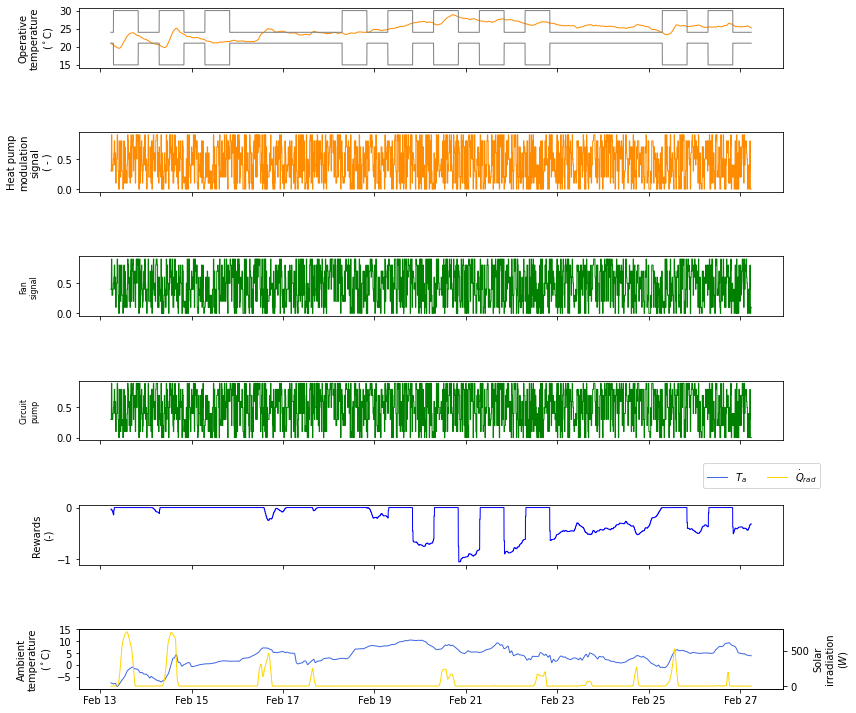 Operative
temperature
(°C)
30
25
20
15
Heat pump
modulation
signal
( - )
0.5
0.0
Fan
signal
0.5
0.0
Circuit
pump
0.5
0.0
T_a
Q̇_rad
Rewards
(-)
0
−1
Ambient
temperature
(°C)
15
10
5
0
−5
Solar
irradiation
(W)
500
0
Feb 13 Feb 15 Feb 17 Feb 19 Feb 21 Feb 23 Feb 25 Feb 27